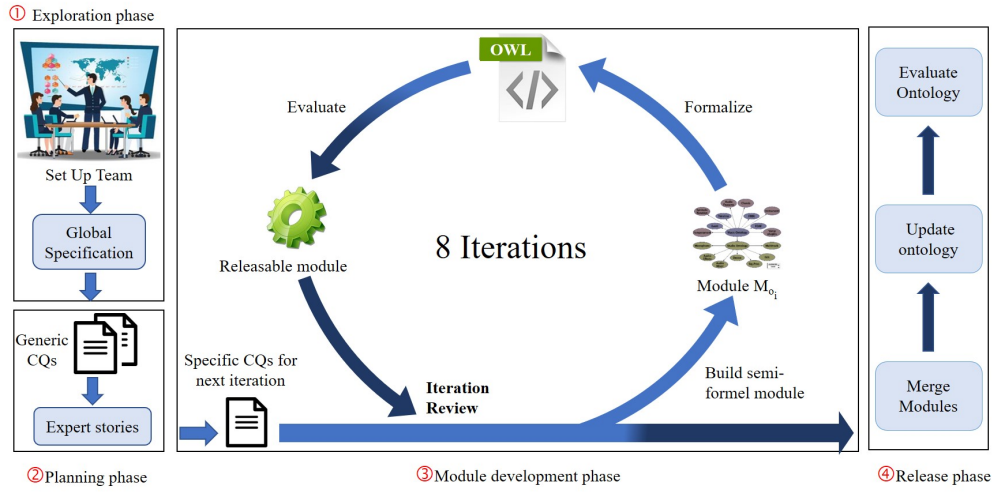 ① Exploration phase
Set Up Team
Global
Specification
Generic
CQs
Expert stories
②Planning phase
OWL
</>
Evaluate
Formalize
Releasable module
8 Iterations
Module Moi
Specific CQs for
next iteration
Iteration
Review
Build semi-
formel module
③Module development phase
Evaluate
Ontology
Update
ontology
Merge
Modules
④Release phase